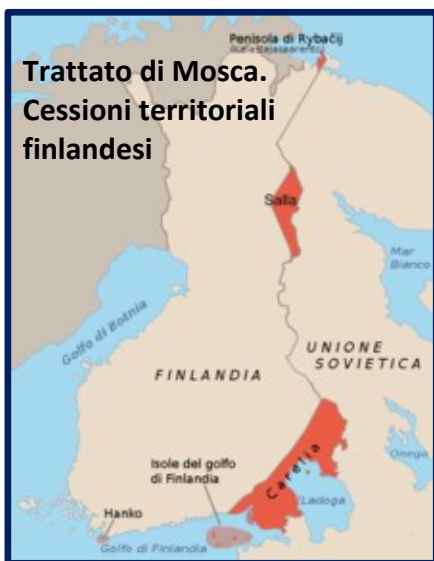 Penisola di Rybačij
(Kalastajasaarento)
Trattato di Mosca.
Cessioni territoriali
finlandesi
Salla
Mar
Bianco
Golfo di Botnia
UNIONE
SOVIETICA
FINLANDIA
Carelia
Onega
Isole del golfo
di Finlandia
Ladoga
Hanko
Golfo di Finlandia